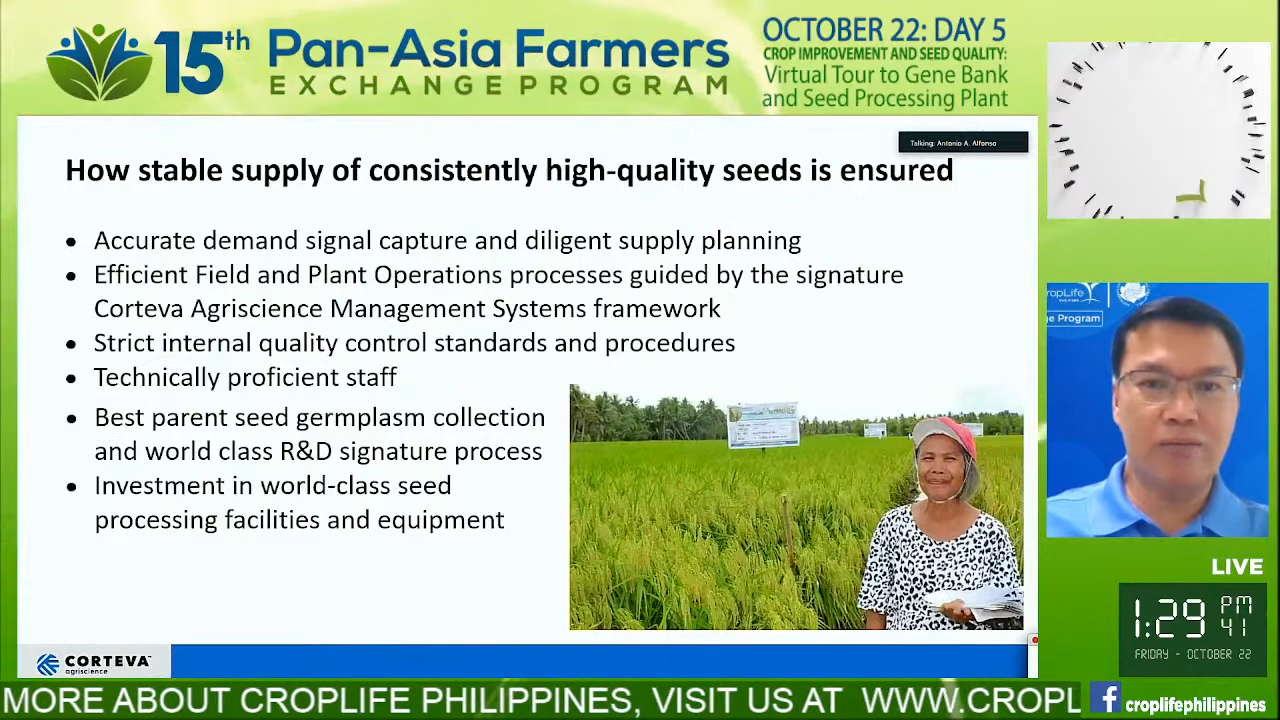 15th Pan-Asia Farmers
EXCHANGE PROGRAM
OCTOBER 22: DAY 5
CROP IMPROVEMENT AND SEED QUALITY:
Virtual Tour to Gene Bank
and Seed Processing Plant
Talking: Antonio A. Alfonso
How stable supply of consistently high-quality seeds is ensured
• Accurate demand signal capture and diligent supply planning
• Efficient Field and Plant Operations processes guided by the signature
Corteva Agriscience Management Systems framework
• Strict internal quality control standards and procedures
• Technically proficient staff
• Best parent seed germplasm collection
and world class R&D signature process
• Investment in world-class seed
processing facilities and equipment
CORTEVA™
agriscience
ropLife
ge Program
LIVE
1:29 PM 41
FRIDAY - OCTOBER 22
MORE ABOUT CROPLIFE PHILIPPINES, VISIT US AT WWW.CROPL
croplifephilippines